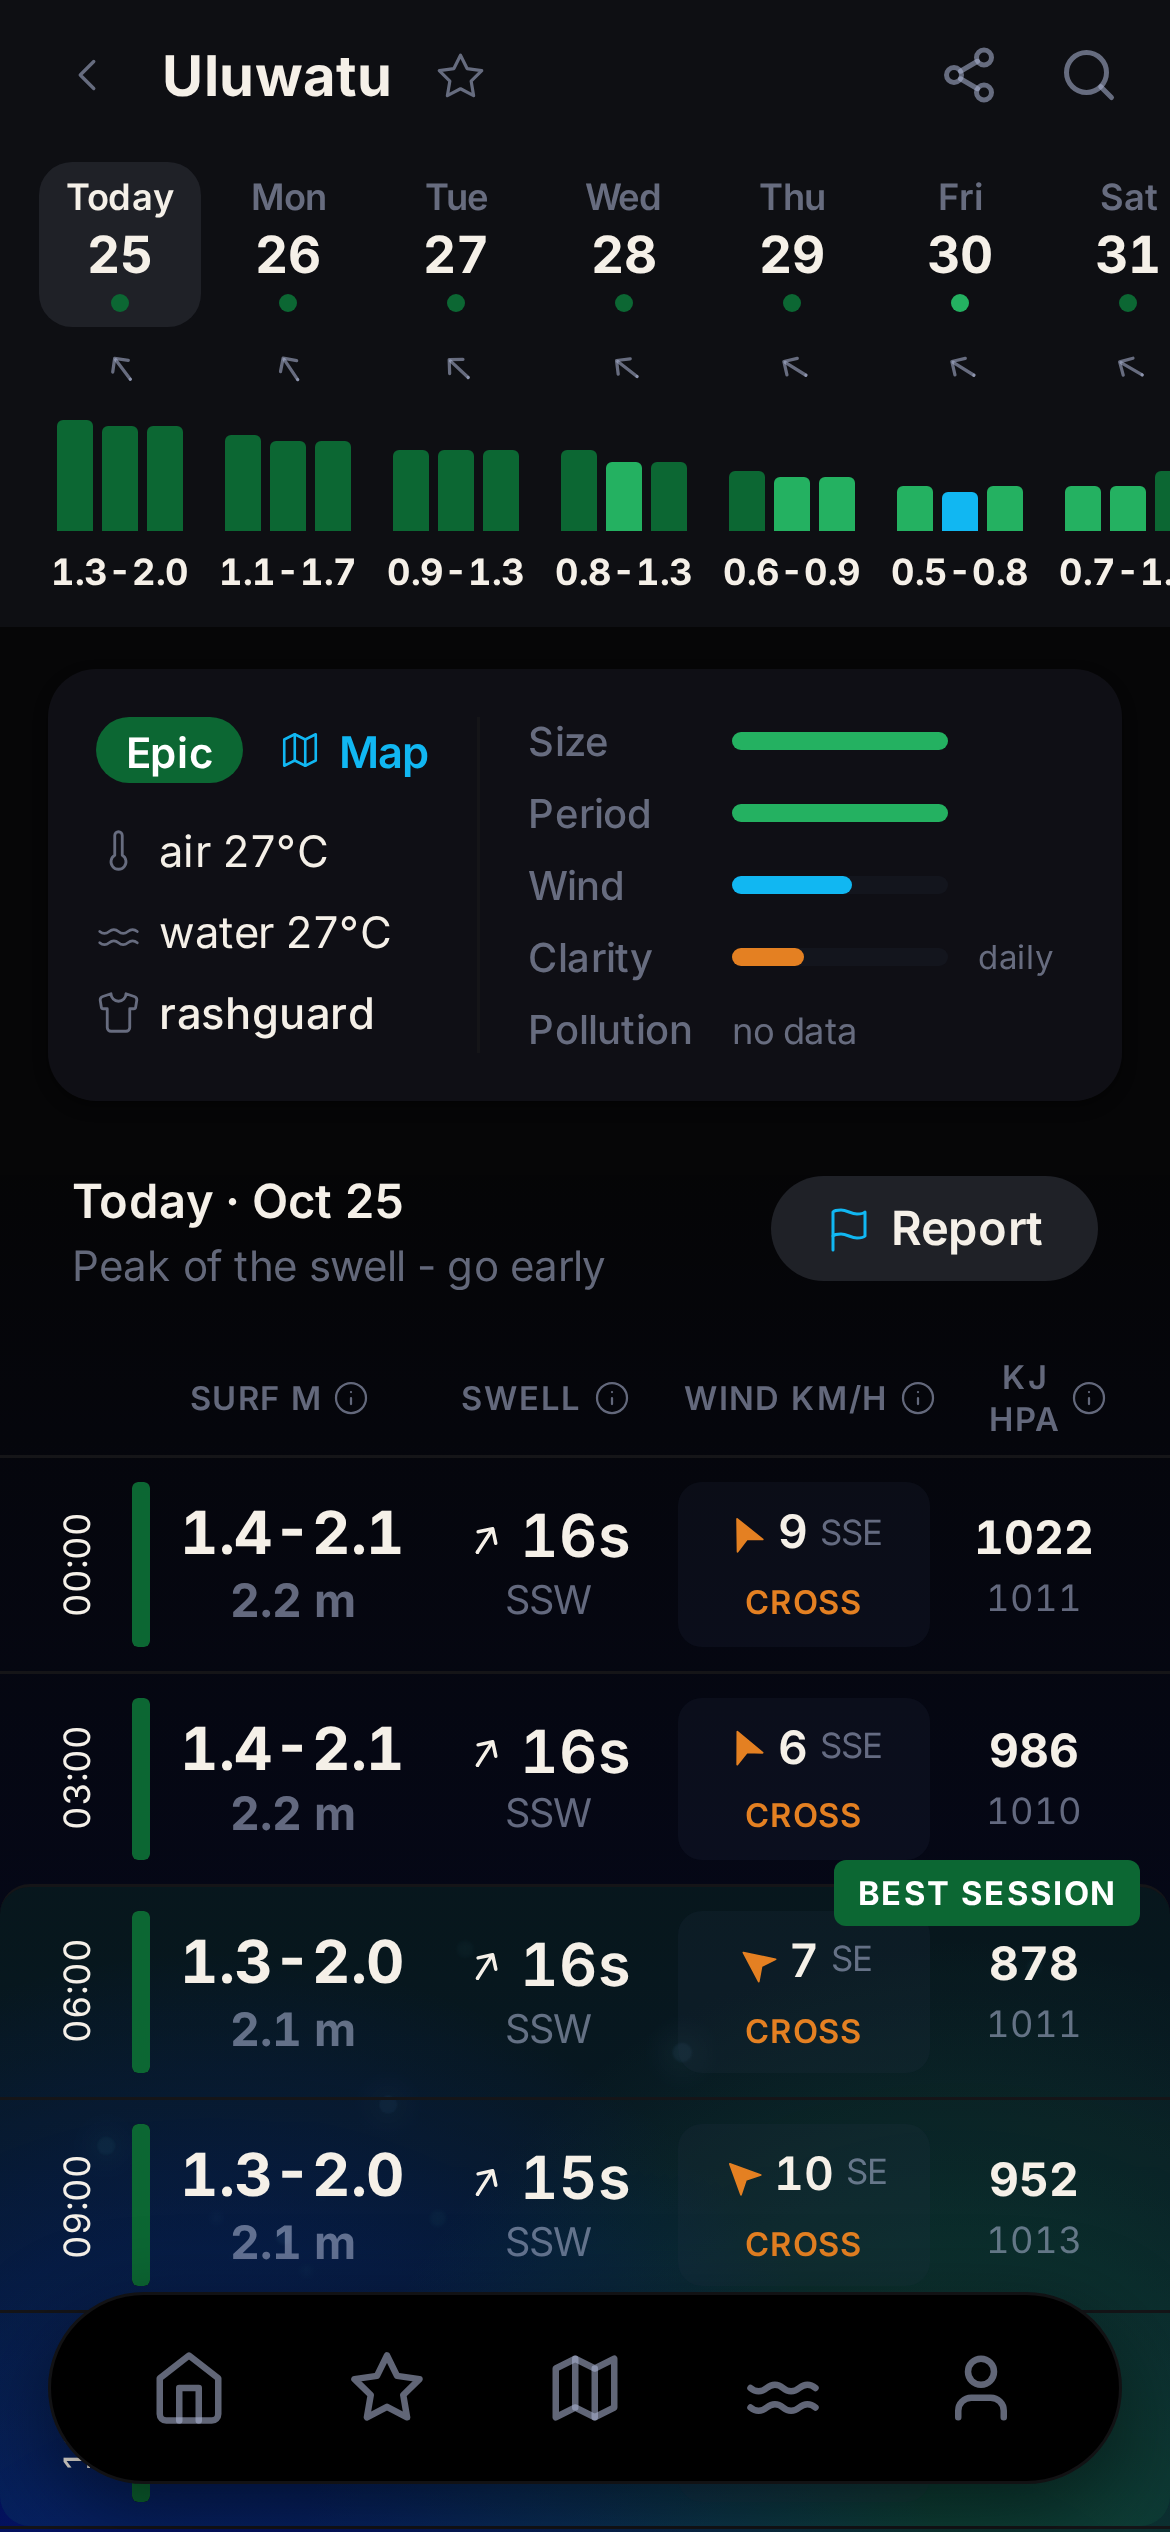 Uluwatu
Today Mon Tue Wed Thu Fri Sat
25 26 27 28 29 30 31
1.3-2.0 1.1-1.7 0.9-1.3 0.8-1.3 0.6-0.9 0.5-0.8 0.7-1.
Epic Map
air 27°C
water 27°C
rashguard
Size
Period
Wind
Clarity daily
Pollution no data
Today · Oct 25
Peak of the swell - go early
Report
SURF M SWELL WIND KM/H KJ
HPA
00:00 1.4-2.1 16s 9 SSE 1022
2.2 m SSW CROSS 1011
03:00 1.4-2.1 16s 6 SSE 986
2.2 m SSW CROSS 1010
BEST SESSION
06:00 1.3-2.0 16s 7 SE 878
2.1 m SSW CROSS 1011
09:00 1.3-2.0 15s 10 SE 952
2.1 m SSW CROSS 1013